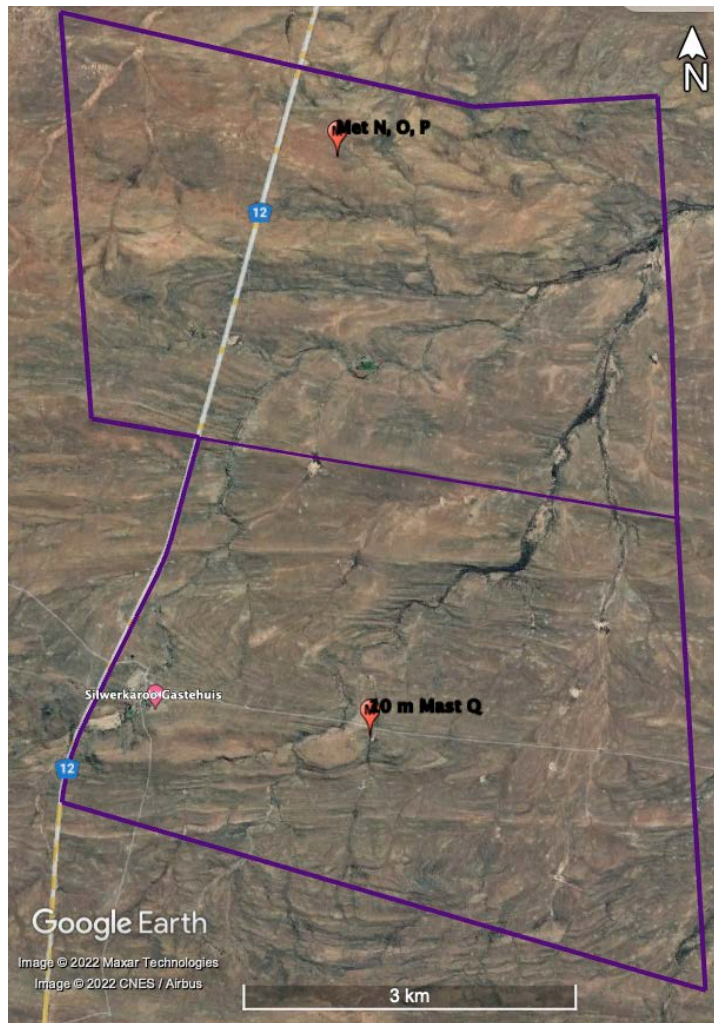 N
Met N, O, P
12
Silwerkaroo Gastehuis
10 m Mast Q
12
Google Earth
Image © 2022 Maxar Technologies
Image © 2022 CNES / Airbus
3 km